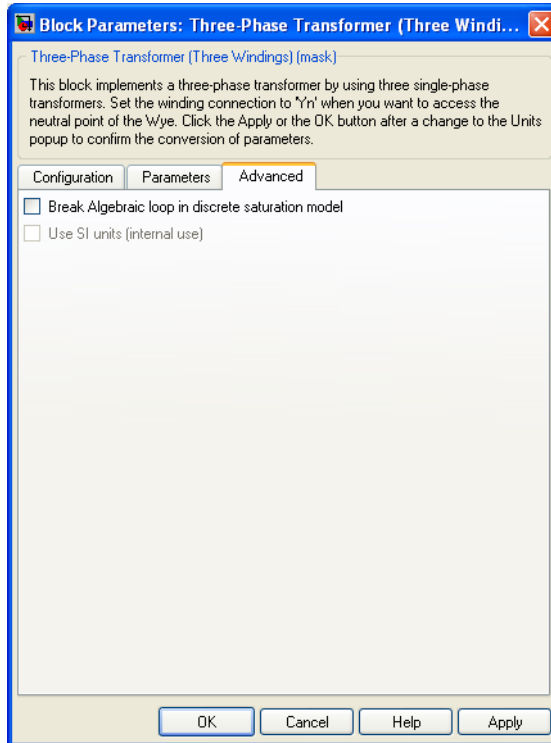 Block Parameters: Three-Phase Transformer (Three Windi...
Three-Phase Transformer (Three Windings) (mask)
This block implements a three-phase transformer by using three single-phase
transformers. Set the winding connection to 'Yn' when you want to access the
neutral point of the Wye. Click the Apply or the OK button after a change to the Units
popup to confirm the conversion of parameters.
Configuration Parameters Advanced
Break Algebraic loop in discrete saturation model
Use SI units (internal use)
OK Cancel Help Apply